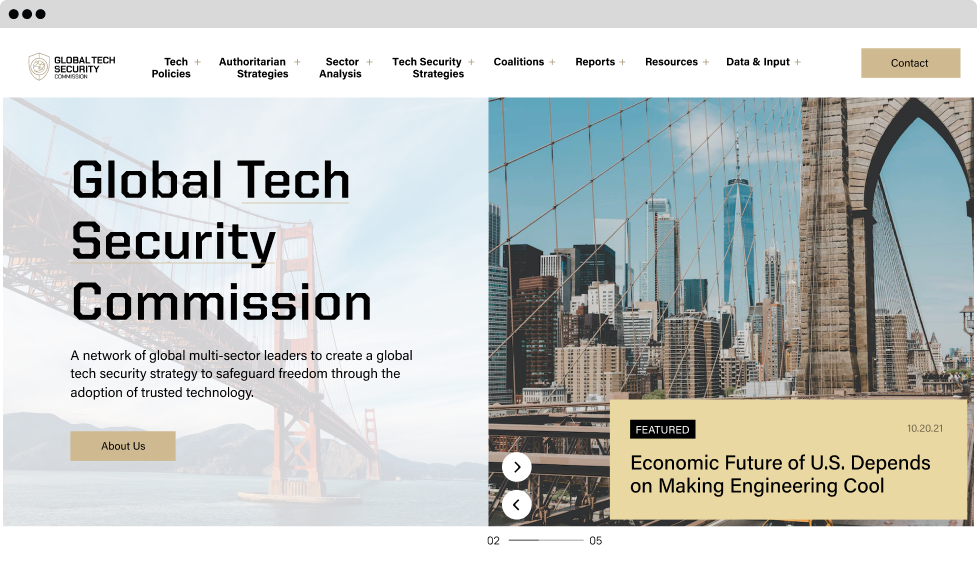 GLOBAL TECH
SECURITY
COMMISSION
Tech +
Policies
Authoritarian +
Strategies
Sector +
Analysis
Tech Security +
Strategies
Coalitions +
Reports +
Resources +
Data & Input +
Contact
Global Tech
Security
Commission
A network of global multi-sector leaders to create a global
tech security strategy to safeguard freedom through the
adoption of trusted technology.
About Us
FEATURED
10.20.21
Economic Future of U.S. Depends
on Making Engineering Cool
02
05